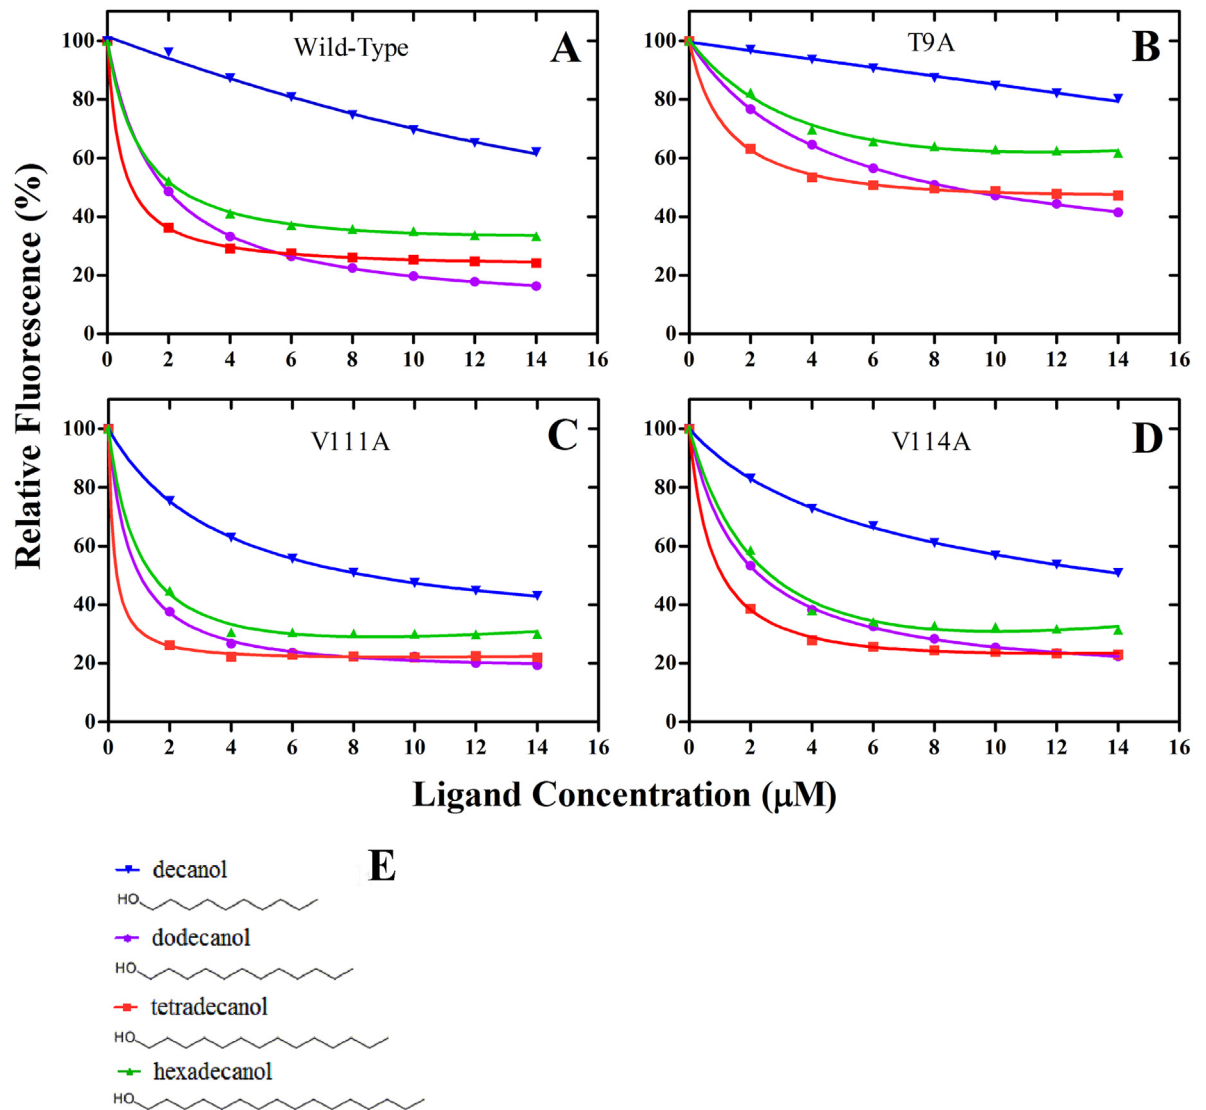 Relative Fluorescence (%)
Wild-Type
A
100
80
60
40
20
0
0 2 4 6 8 10 12 14 16
T9A
B
100
80
60
40
20
0
0 2 4 6 8 10 12 14 16
V111A
C
100
80
60
40
20
0
0 2 4 6 8 10 12 14 16
V114A
D
100
80
60
40
20
0
0 2 4 6 8 10 12 14 16
Ligand Concentration (μM)
E
decanol
HO
dodecanol
HO
tetradecanol
HO
hexadecanol
HO